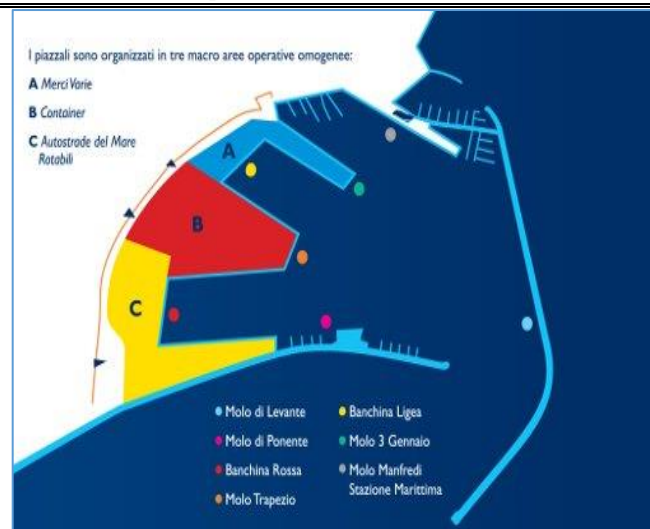 I piazzali sono organizzati in tre macro aree operative omogenee:
A Merci Varie
B Container
C Autostrade del Mare
Rotabili
A
B
C
Molo di Levante
Molo di Ponente
Banchina Rossa
Molo Trapezio
Banchina Ligea
Molo 3 Gennaio
Molo Manfredi
Stazione Marittima